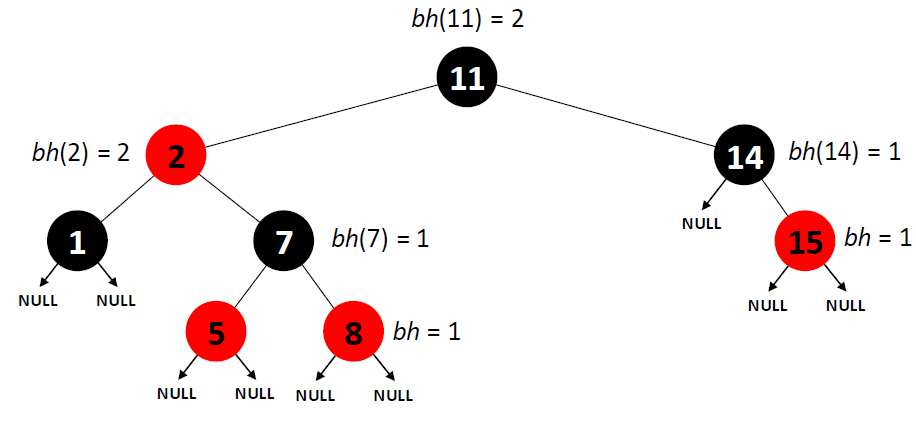 bh(11) = 2
11
bh(2) = 2
2
14
bh(14) = 1
NULL
1
7
bh(7) = 1
15
bh = 1
NULL
NULL
NULL
NULL
5
8
bh = 1
NULL
NULL
NULL
NULL